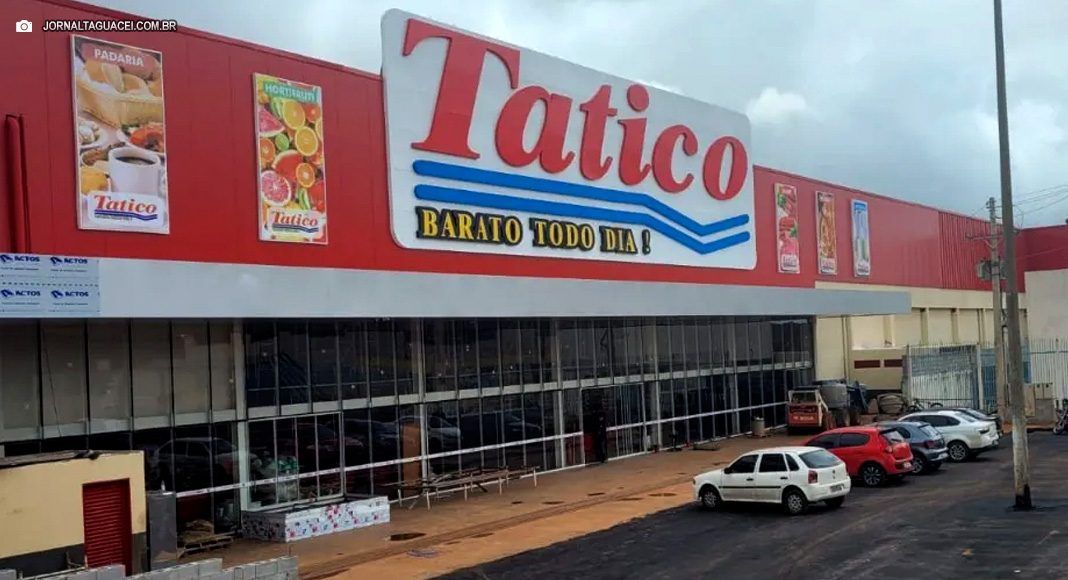 JORNALTAGUACEI.COM.BR
PADARIA
Tatico
HORTIFRUTI
Tatico
Tatico
BARATO TODO DIA !
ACTOS ACTOS
ACTOS ACTOS